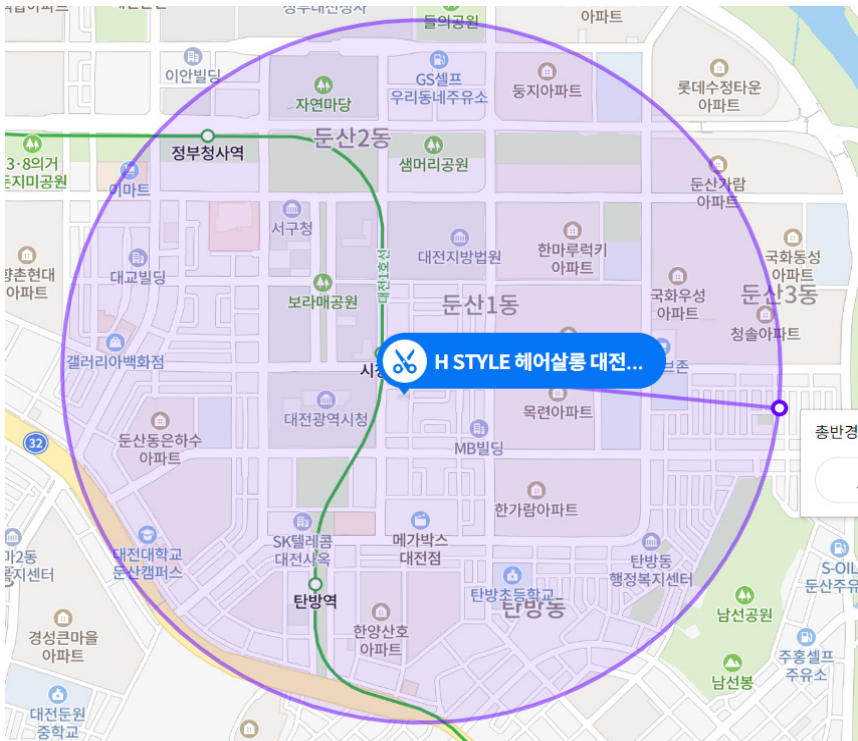 들의공원
아파트
이안빌딩
GS셀프
우리동네주유소
둥지아파트
롯데수정타운
아파트
자연마당
둔산2동
정부청사역
샘머리공원
3·8의거
둔지미공원
이마트
둔산가람
아파트
서구청
대전지방법원
한마루럭키
아파트
국화동성
아파트
대교빌딩
대전1호선
향촌현대
아파트
보라매공원
둔산1동
국화우성
아파트
둔산3동
청솔아파트
갤러리아백화점
H STYLE 헤어살롱 대전...
대전광역시청
목련아파트
총반경
32
둔산동은하수
아파트
MB빌딩
한가람아파트
SK텔레콤
대전사옥
메가박스
대전점
대전대학교
둔산캠퍼스
탄방동
행정복지센터
S-OIL
탄방역
탄방초등학교
탄방동
남선공원
경성큰마을
아파트
한양산호
아파트
주홍셀프
주유소
남선봉
대전둔원
중학교